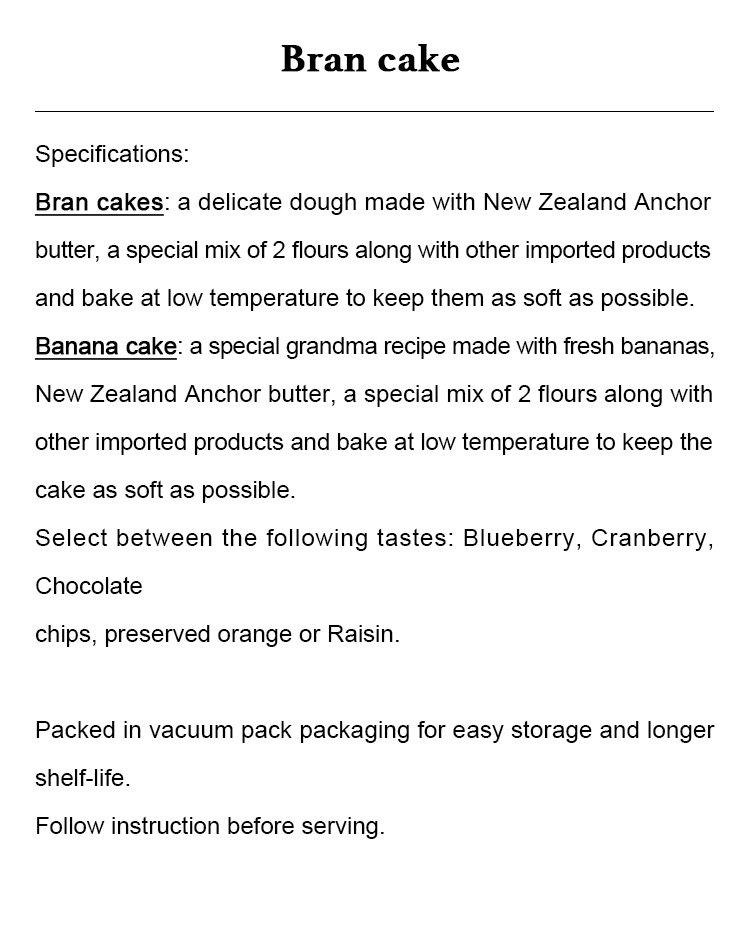 Bran cake
Specifications:
Bran cakes: a delicate dough made with New Zealand Anchor
butter, a special mix of 2 flours along with other imported products
and bake at low temperature to keep them as soft as possible.
Banana cake: a special grandma recipe made with fresh bananas,
New Zealand Anchor butter, a special mix of 2 flours along with
other imported products and bake at low temperature to keep the
cake as soft as possible.
Select between the following tastes: Blueberry, Cranberry,
Chocolate
chips, preserved orange or Raisin.
Packed in vacuum pack packaging for easy storage and longer
shelf-life.
Follow instruction before serving.